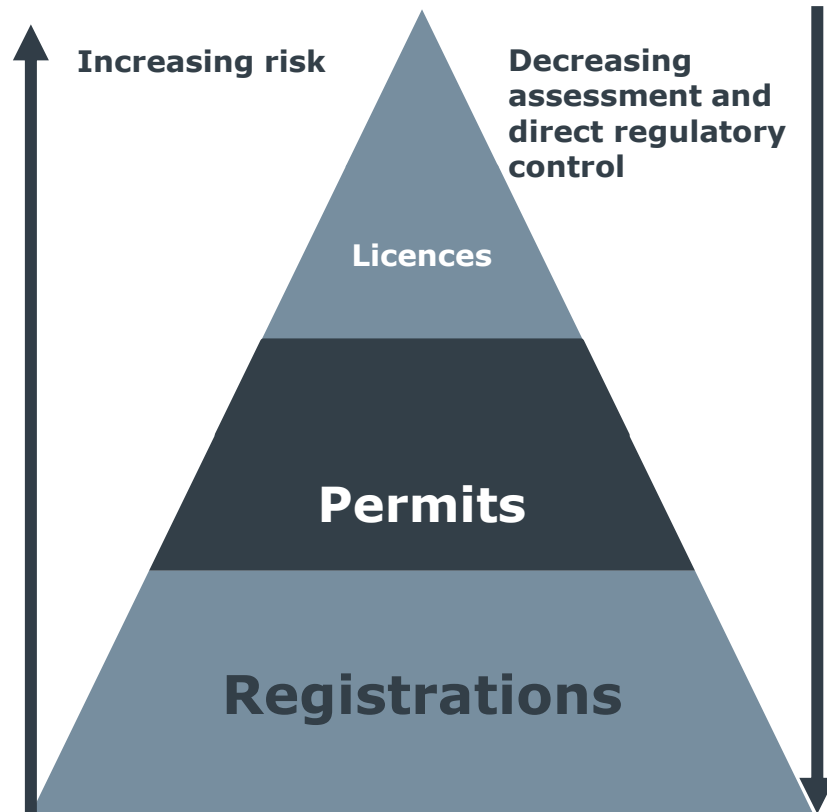 Increasing risk
Decreasing
assessment and
direct regulatory
control
Licences
Permits
Registrations